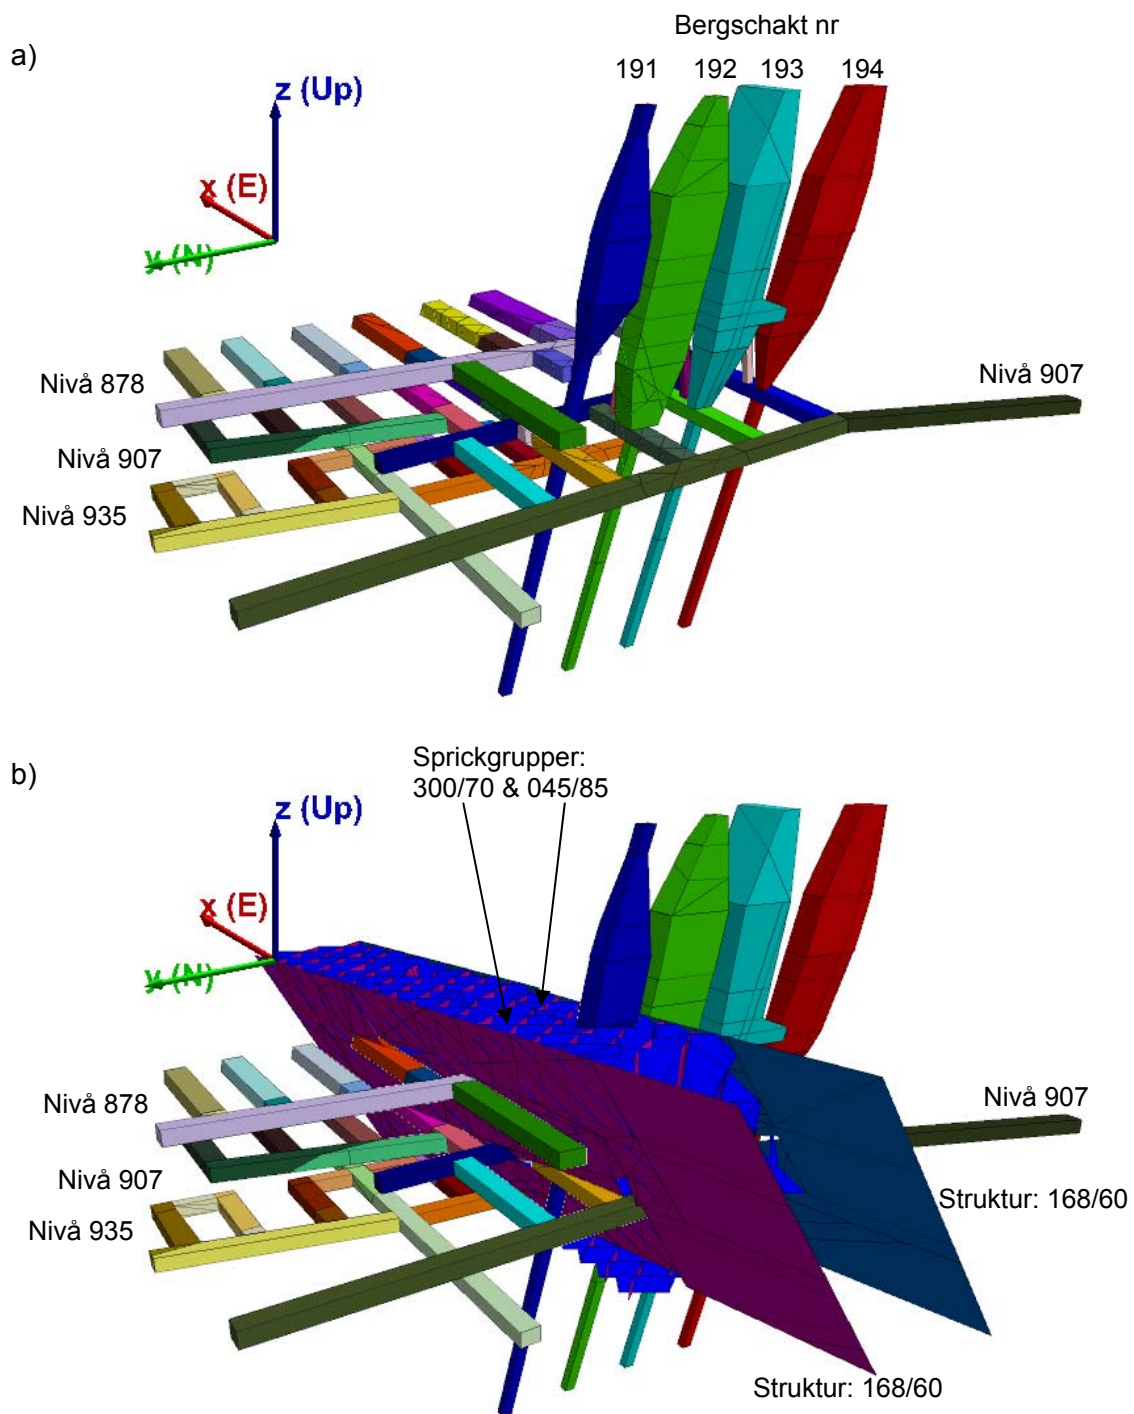 a)
Bergschakt nr
191 192 193 194
z (Up)
x (E)
y (N)
Nivå 878
Nivå 907
Nivå 907
Nivå 935
b)
Sprickgrupper:
300/70 & 045/85
z (Up)
x (E)
y (N)
Nivå 878
Nivå 907
Nivå 907
Nivå 935
Struktur: 168/60
Struktur: 168/60